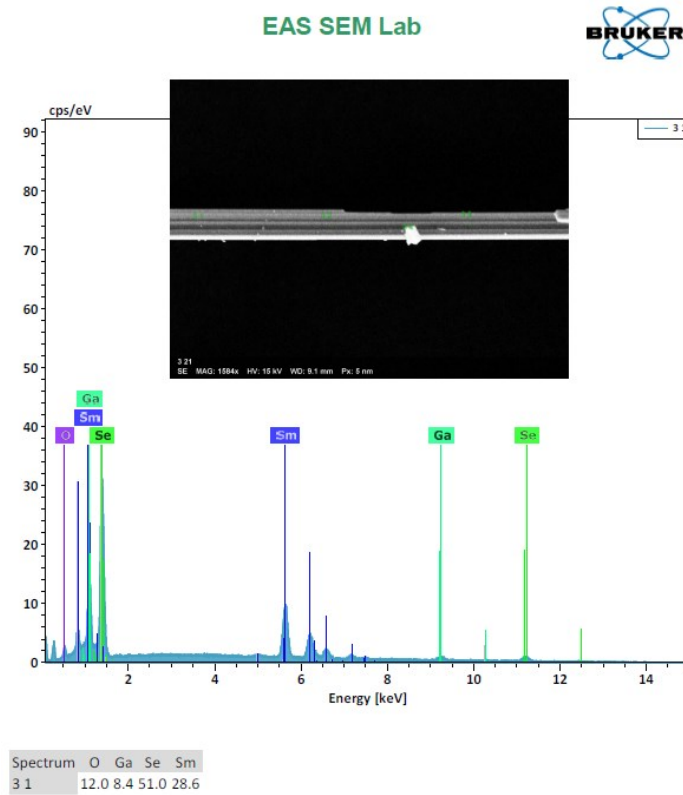 EAS SEM Lab
BRUKER
cps/eV
3
90
80
70
60
50
40
30
20
10
0
3 21
SE MAG: 1584x HV: 15 kV WD: 9.1 mm Px: 5 nm
Ga
Sm
O Se Sm Ga Se
2 4 6 8 10 12 14
Energy [keV]
Spectrum O Ga Se Sm
3 1 12.0 8.4 51.0 28.6